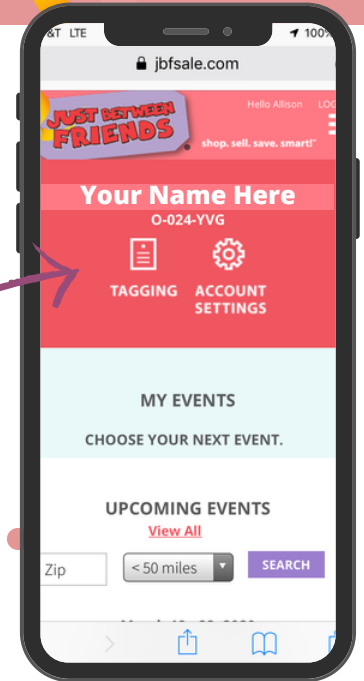 &T LTE
100%
jbfsale.com
Hello Allison LOG
JUST BETWEEN
FRIENDS
shop. sell. save. smart!
Your Name Here
O-024-YVG
TAGGING
ACCOUNT
SETTINGS
MY EVENTS
CHOOSE YOUR NEXT EVENT.
UPCOMING EVENTS
View All
Zip
< 50 miles
SEARCH